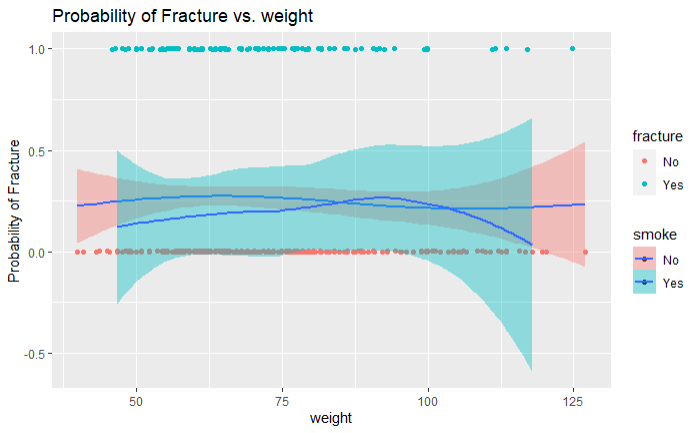 Probability of Fracture vs. weight
1.0
0.5
0.0
-0.5
Probability of Fracture
50
75
100
125
weight
fracture
No
Yes
smoke
No
Yes